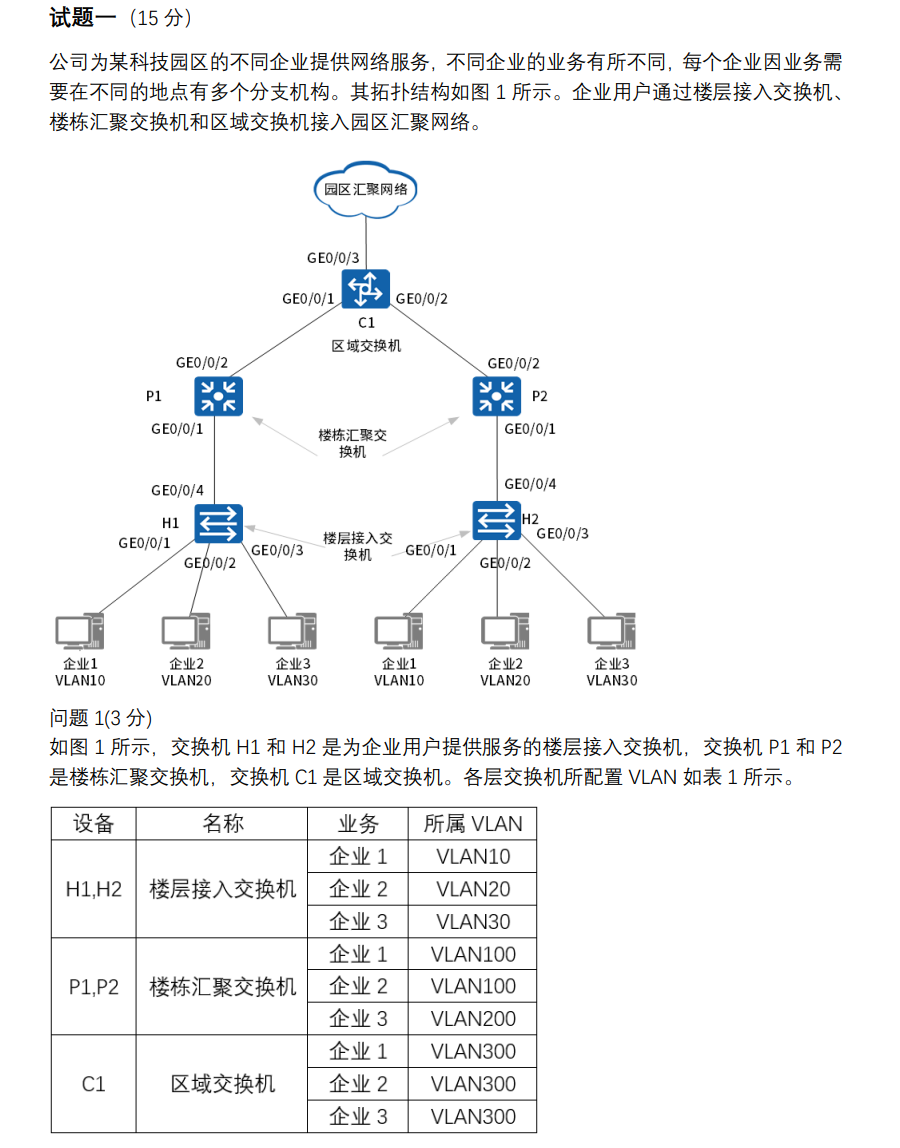 试题一（15 分）
公司为某科技园区的不同企业提供网络服务，不同企业的业务有所不同，每个企业因业务需
要在不同的地点有多个分支机构。其拓扑结构如图 1 所示。企业用户通过楼层接入交换机、
楼栋汇聚交换机和区域交换机接入园区汇聚网络。
园区汇聚网络
GE0/0/3
GE0/0/1
GE0/0/2
C1
区域交换机
GE0/0/2
GE0/0/2
P1
P2
GE0/0/1
GE0/0/1
楼栋汇聚交
换机
GE0/0/4
GE0/0/4
H1
H2
楼层接入交
换机
GE0/0/1
GE0/0/2
GE0/0/3
GE0/0/1
GE0/0/2
GE0/0/3
企业1 企业2 企业3 企业1 企业2 企业3
VLAN10 VLAN20 VLAN30 VLAN10 VLAN20 VLAN30
问题 1(3 分)
如图 1 所示，交换机 H1 和 H2 是为企业用户提供服务的楼层接入交换机，交换机 P1 和 P2
是楼栋汇聚交换机，交换机 C1 是区域交换机。各层交换机所配置 VLAN 如表 1 所示。
设备 名称 业务 所属 VLAN
企业 1 VLAN10
H1,H2 楼层接入交换机 企业 2 VLAN20
企业 3 VLAN30
企业 1 VLAN100
P1,P2 楼栋汇聚交换机 企业 2 VLAN100
企业 3 VLAN200
企业 1 VLAN300
C1 区域交换机 企业 2 VLAN300
企业 3 VLAN300